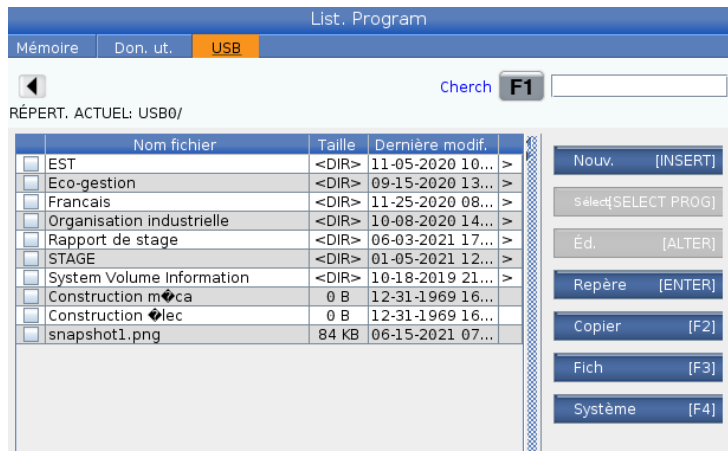 List. Program
Mémoire Don. ut. USB
Cherch F1
RÉPERT. ACTUEL: USB0/
Nom fichier Taille Dernière modif.
EST <DIR> 11-05-2020 10... >
Eco-gestion <DIR> 09-15-2020 13... >
Francais <DIR> 11-25-2020 08... >
Organisation industrielle <DIR> 10-08-2020 14... >
Rapport de stage <DIR> 06-03-2021 17... >
STAGE <DIR> 01-05-2021 12... >
System Volume Information <DIR> 10-18-2019 21... >
Construction m�ca 0 B 12-31-1969 16...
Construction �lec 0 B 12-31-1969 16...
snapshot1.png 84 KB 06-15-2021 07...
Nouv. [INSERT]
Sélect[SELECT PROG]
Éd. [ALTER]
Repère [ENTER]
Copier [F2]
Fich [F3]
Système [F4]